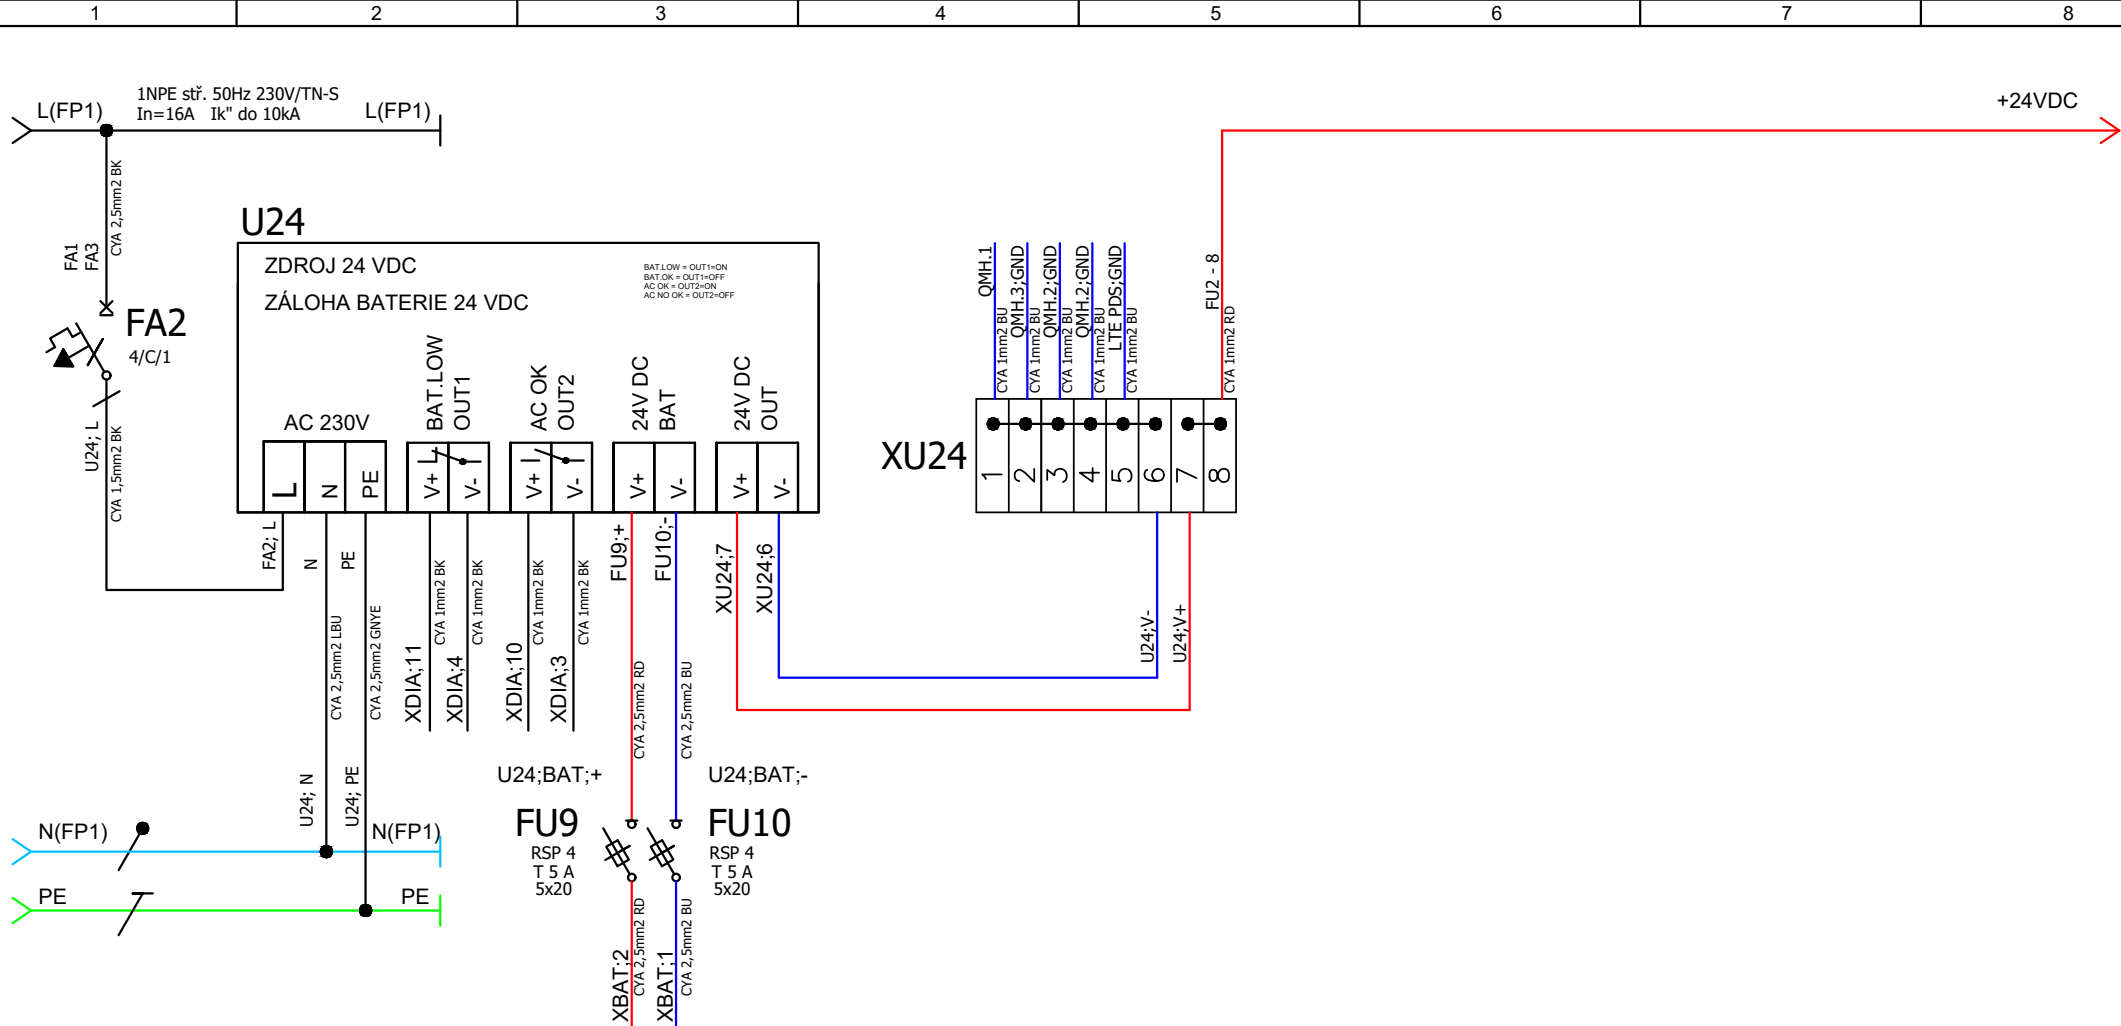 1 2 3 4 5 6 7 8
1NPE stř. 50Hz 230V/TN-S
L(FP1) In=16A Ik" do 10kA L(FP1)
+24VDC
CYA 2,5mm2 BK
FA1
FA3
FA2
4/C/1
U24; L
CYA 1,5mm2 BK
U24
ZDROJ 24 VDC
ZÁLOHA BATERIE 24 VDC
BAT.LOW = OUT1=ON
BAT.OK = OUT1=OFF
AC OK = OUT2=ON
AC NO OK = OUT2=OFF
AC 230V
BAT.LOW
OUT1
AC OK
OUT2
24V DC
BAT
24V DC
OUT
L
N
PE
V+
V-
V+
V-
V+
V-
V+
V-
FA2; L
N
PE
CYA 2,5mm2 LBU
CYA 2,5mm2 GNYE
U24; N
U24; PE
XDIA;11
CYA 1mm2 BK
XDIA;4
CYA 1mm2 BK
XDIA;10
CYA 1mm2 BK
XDIA;3
CYA 1mm2 BK
FU9;+
CYA 2,5mm2 RD
FU10;-
CYA 2,5mm2 BU
XU24;7
XU24;6
QMH.1
CYA 1mm2 BU
QMH.3;GND
CYA 1mm2 BU
QMH.2;GND
CYA 1mm2 BU
QMH.2;GND
CYA 1mm2 BU
LTE PDS;GND
CYA 1mm2 BU
FU2 - 8
CYA 1mm2 RD
XU24
1
2
3
4
5
6
7
8
U24;V-
U24;V+
U24;BAT;+
U24;BAT;-
FU9
RSP 4
T 5 A
5x20
FU10
RSP 4
T 5 A
5x20
N(FP1) N(FP1)
PE PE
XBAT;2
CYA 2,5mm2 RD
XBAT;1
CYA 2,5mm2 BU